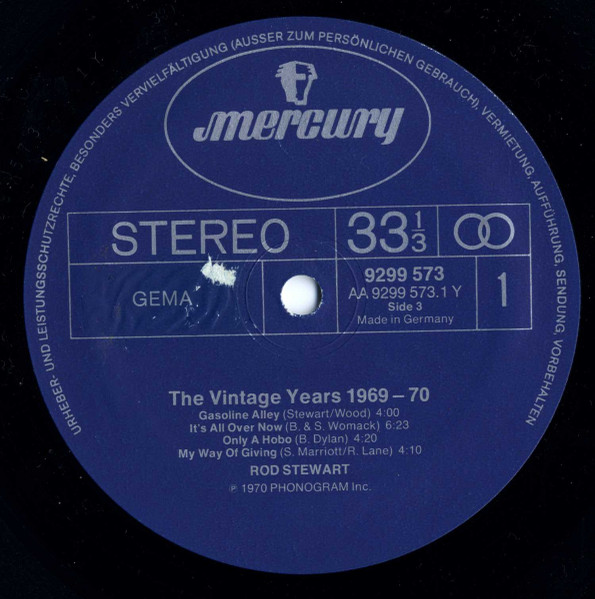 URHEBER- UND LEISTUNGSSCHUTZRECHTE, BESONDERS VERVIELFÄLTIGUNG (AUSSER ZUM PERSÖNLICHEN GEBRAUCH), VERMIETUNG, AUFFÜHRUNG, SENDUNG, VORBEHALTEN
mercury
STEREO
33 1/3
GEMA
9299 573
AA 9299 573.1 Y
Side 3
Made in Germany
1
The Vintage Years 1969 – 70
Gasoline Alley (Stewart/Wood) 4:00
It's All Over Now (B. & S. Womack) 6:23
Only A Hobo (B. Dylan) 4:20
My Way Of Giving (S. Marriott/R. Lane) 4:10
ROD STEWART
℗ 1970 PHONOGRAM Inc.